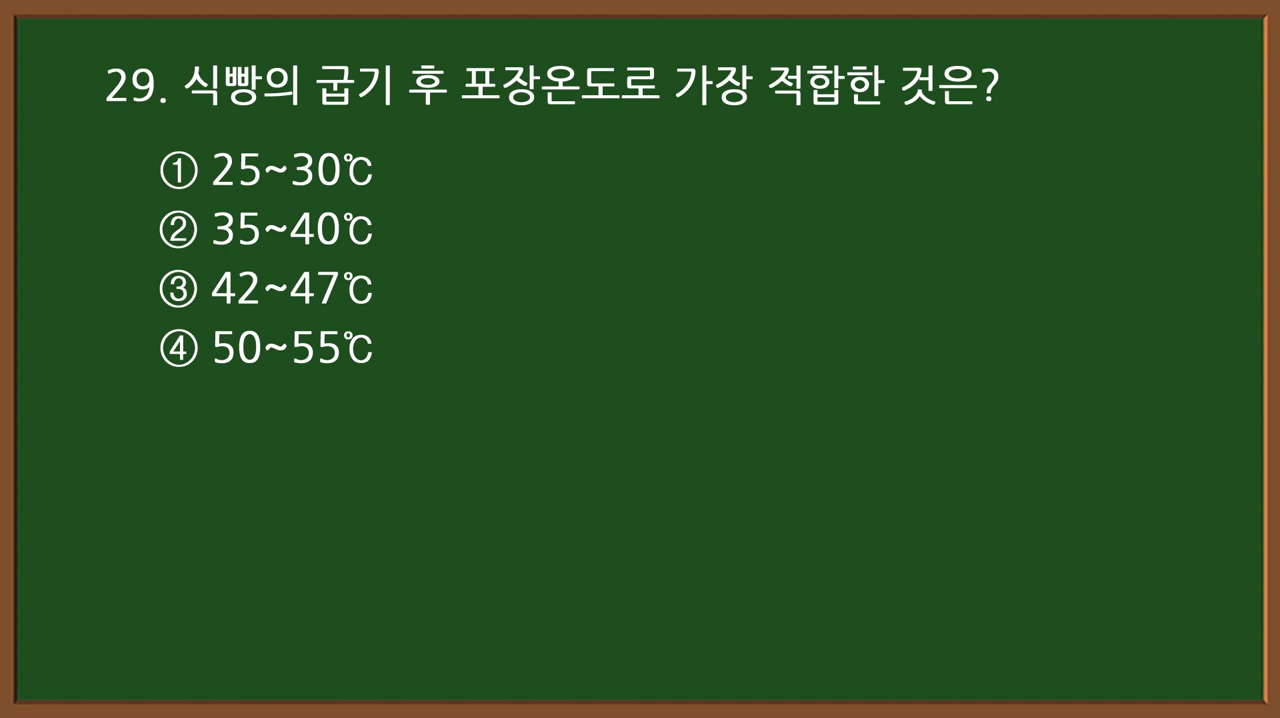 29. 식빵의 굽기 후 포장온도로 가장 적합한 것은?
① 25~30℃
② 35~40℃
③ 42~47℃
④ 50~55℃